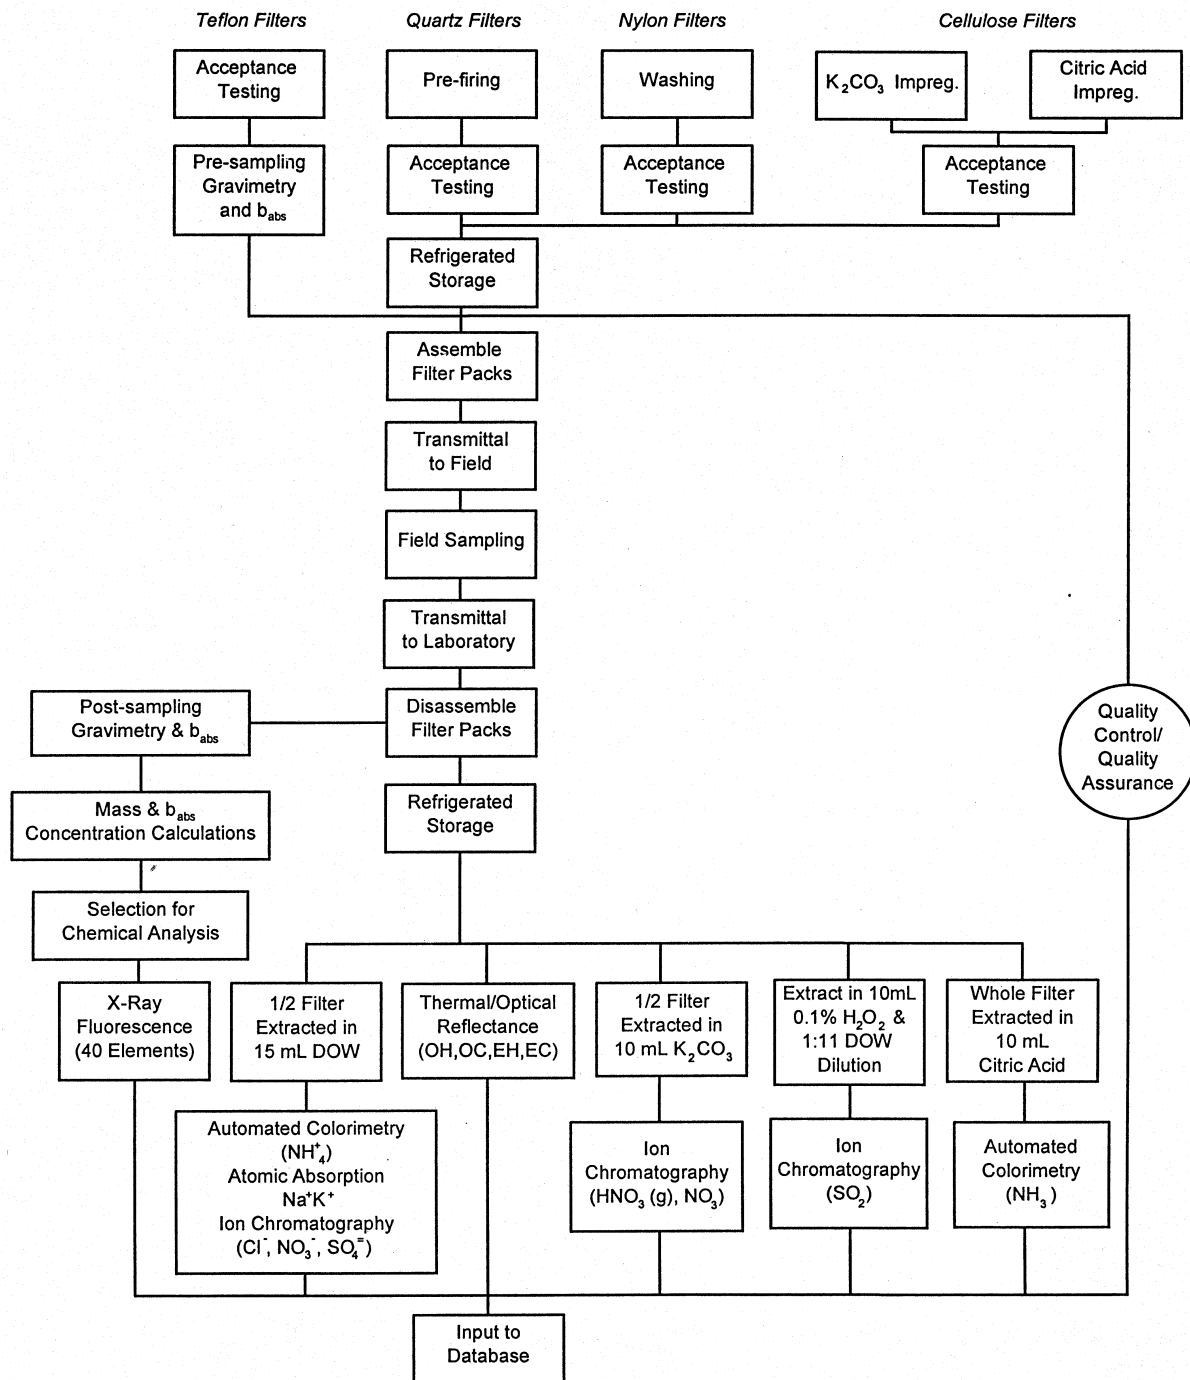 Teflon Filters
Quartz Filters
Nylon Filters
Cellulose Filters
Acceptance
Testing
Pre-firing
Washing
K₂CO₃ Impreg.
Citric Acid
Impreg.
Pre-sampling
Gravimetry
and b_abs
Acceptance
Testing
Acceptance
Testing
Acceptance
Testing
Refrigerated
Storage
Assemble
Filter Packs
Transmittal
to Field
Field Sampling
Transmittal
to Laboratory
Post-sampling
Gravimetry & b_abs
Disassemble
Filter Packs
Quality
Control/
Quality
Assurance
Mass & b_abs
Concentration Calculations
Refrigerated
Storage
Selection for
Chemical Analysis
X-Ray
Fluorescence
(40 Elements)
1/2 Filter
Extracted in
15 mL DOW
Thermal/Optical
Reflectance
(OH,OC,EH,EC)
1/2 Filter
Extracted in
10 mL K₂CO₃
Extract in 10mL
0.1% H₂O₂ &
1:11 DOW
Dilution
Whole Filter
Extracted in
10 mL
Citric Acid
Automated Colorimetry
(NH₄⁺)
Atomic Absorption
Na⁺K⁺
Ion Chromatography
(Cl⁻, NO₃⁻, SO₄⁼)
Ion
Chromatography
(HNO₃ (g), NO₃)
Ion
Chromatography
(SO₂)
Automated
Colorimetry
(NH₃)
Input to
Database